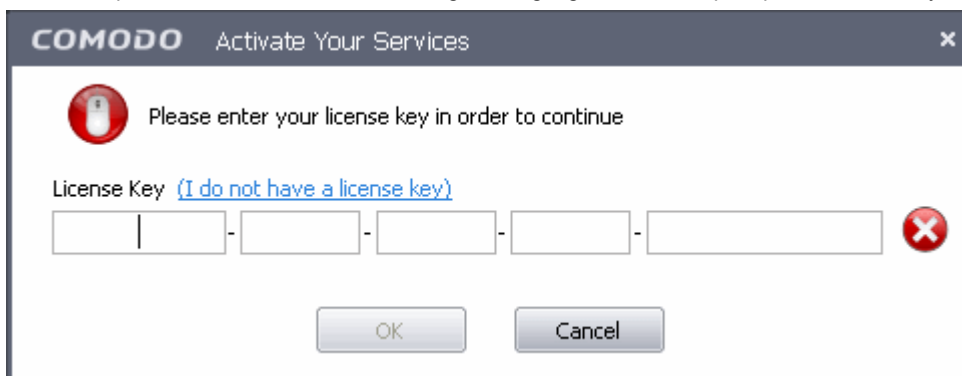 COMODO Activate Your Services
Please enter your license key in order to continue
License Key (I do not have a license key)
- - - -
OK Cancel